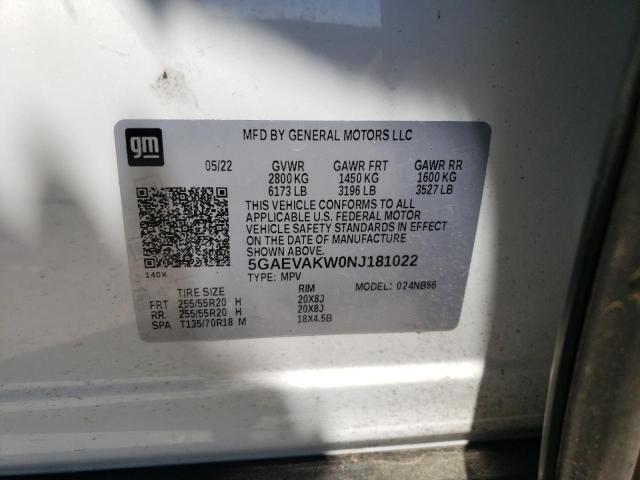 gm
MFD BY GENERAL MOTORS LLC
05/22 GVWR GAWR FRT GAWR RR
2800 KG 1450 KG 1600 KG
6173 LB 3196 LB 3527 LB
THIS VEHICLE CONFORMS TO ALL
APPLICABLE U.S. FEDERAL MOTOR
VEHICLE SAFETY STANDARDS IN EFFECT
ON THE DATE OF MANUFACTURE
SHOWN ABOVE.
5GAEVAKW0NJ181022
140X TYPE: MPV MODEL: 024NB56
TIRE SIZE RIM
FRT 255/55R20 H 20X8J
RR 255/55R20 H 20X8J
SPA T135/70R18 M 18X4.5B